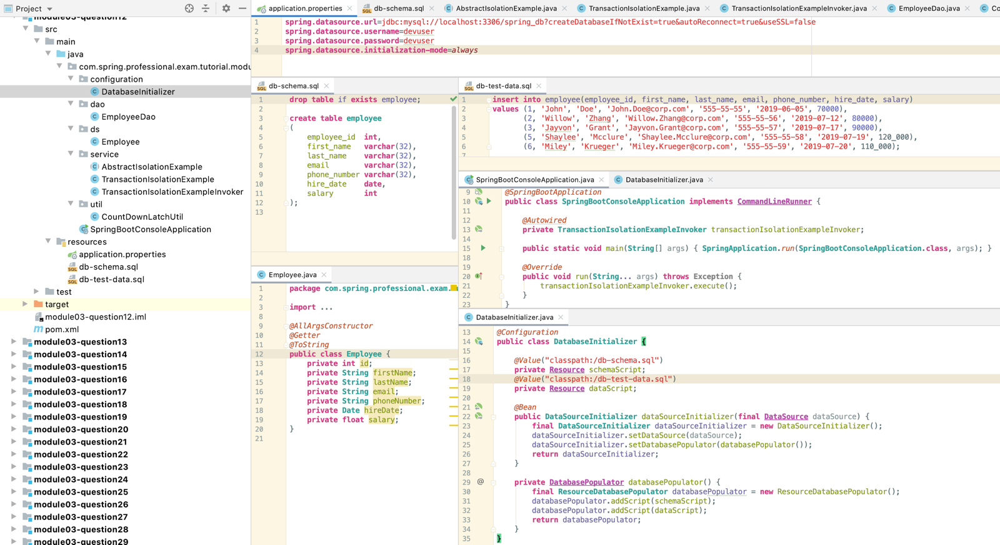 Project
module03-question12
src
main
java
com.spring.professional.exam.tutorial.modu
configuration
DatabaseInitializer
dao
EmployeeDao
ds
Employee
service
AbstractIsolationExample
TransactionIsolationExample
TransactionIsolationExampleInvoker
util
CountDownLatchUtil
SpringBootConsoleApplication
resources
application.properties
db-schema.sql
db-test-data.sql
test
target
module03-question12.iml
pom.xml
module03-question13
module03-question14
module03-question15
module03-question16
module03-question17
module03-question18
module03-question19
module03-question20
module03-question21
module03-question22
module03-question23
module03-question24
module03-question25
module03-question26
module03-question27
module03-question28
module03-question29
application.properties db-schema.sql AbstractIsolationExample.java TransactionIsolationExample.java TransactionIsolationExampleInvoker.java EmployeeDao.java Co
1 spring.datasource.url=jdbc:mysql://localhost:3306/spring_db?createDatabaseIfNotExist=true&autoReconnect=true&useSSL=false
2 spring.datasource.username=devuser
3 spring.datasource.password=devuser
4 spring.datasource.initialization-mode=always
db-schema.sql
1 drop table if exists employee;
2
3 create table employee
4 (
5 employee_id int,
6 first_name varchar(32),
7 last_name varchar(32),
8 email varchar(32),
9 phone_number varchar(32),
10 hire_date date,
11 salary int
12 );
13
db-test-data.sql
1 insert into employee(employee_id, first_name, last_name, email, phone_number, hire_date, salary)
2 values (1, 'John', 'Doe', 'John.Doe@corp.com', '555-55-55', '2019-06-05', 70000),
3 (2, 'Willow', 'Zhang', 'Willow.Zhang@corp.com', '555-55-56', '2019-07-12', 80000),
4 (3, 'Jayvon', 'Grant', 'Jayvon.Grant@corp.com', '555-55-57', '2019-07-17', 90000),
5 (5, 'Shaylee', 'Mcclure', 'Shaylee.Mcclure@corp.com', '555-55-58', '2019-07-19', 120_000),
6 (6, 'Miley', 'Krueger', 'Miley.Krueger@corp.com', '555-55-59', '2019-07-20', 110_000);
7
SpringBootConsoleApplication.java DatabaseInitializer.java
9 @SpringBootApplication
10 public class SpringBootConsoleApplication implements CommandLineRunner {
11
12 @Autowired
13 private TransactionIsolationExampleInvoker transactionIsolationExampleInvoker;
14
15 public static void main(String[] args) { SpringApplication.run(SpringBootConsoleApplication.class, args); }
18
19 @Override
20 public void run(String... args) throws Exception {
21 transactionIsolationExampleInvoker.execute();
22 }
23 }
Employee.java
1 package com.spring.professional.exam.
2
3 import ...
8
9 @AllArgsConstructor
10 @Getter
11 @ToString
12 public class Employee {
13 private int id;
14 private String firstName;
15 private String lastName;
16 private String email;
17 private String phoneNumber;
18 private Date hireDate;
19 private float salary;
20 }
21
DatabaseInitializer.java
13 @Configuration
14 public class DatabaseInitializer {
15
16 @Value("classpath:/db-schema.sql")
17 private Resource schemaScript;
18 @Value("classpath:/db-test-data.sql")
19 private Resource dataScript;
20
21 @Bean
22 public DataSourceInitializer dataSourceInitializer(final DataSource dataSource) {
23 final DataSourceInitializer dataSourceInitializer = new DataSourceInitializer();
24 dataSourceInitializer.setDataSource(dataSource);
25 dataSourceInitializer.setDatabasePopulator(databasePopulator());
26 return dataSourceInitializer;
27 }
28
29 @ private DatabasePopulator databasePopulator() {
30 final ResourceDatabasePopulator databasePopulator = new ResourceDatabasePopulator();
31 databasePopulator.addScript(schemaScript);
32 databasePopulator.addScript(dataScript);
33 return databasePopulator;
34 }
35 }